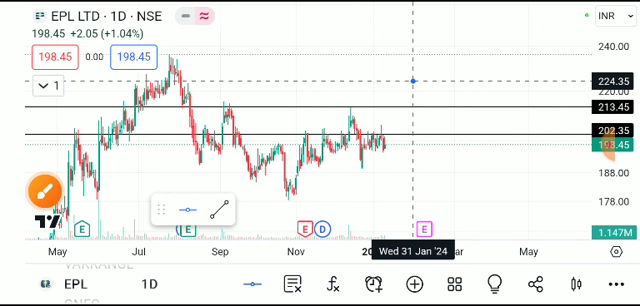 EPL LTD · 1D · NSE
INR
198.45 +2.05 (+1.04%)
198.45 0.00 198.45
1
240.00
224.35
220.00
213.45
202.35
198.45
188.00
178.00
1.147M
E E E D E
May Jul Sep Nov Wed 31 Jan '24 May
EPL 1D